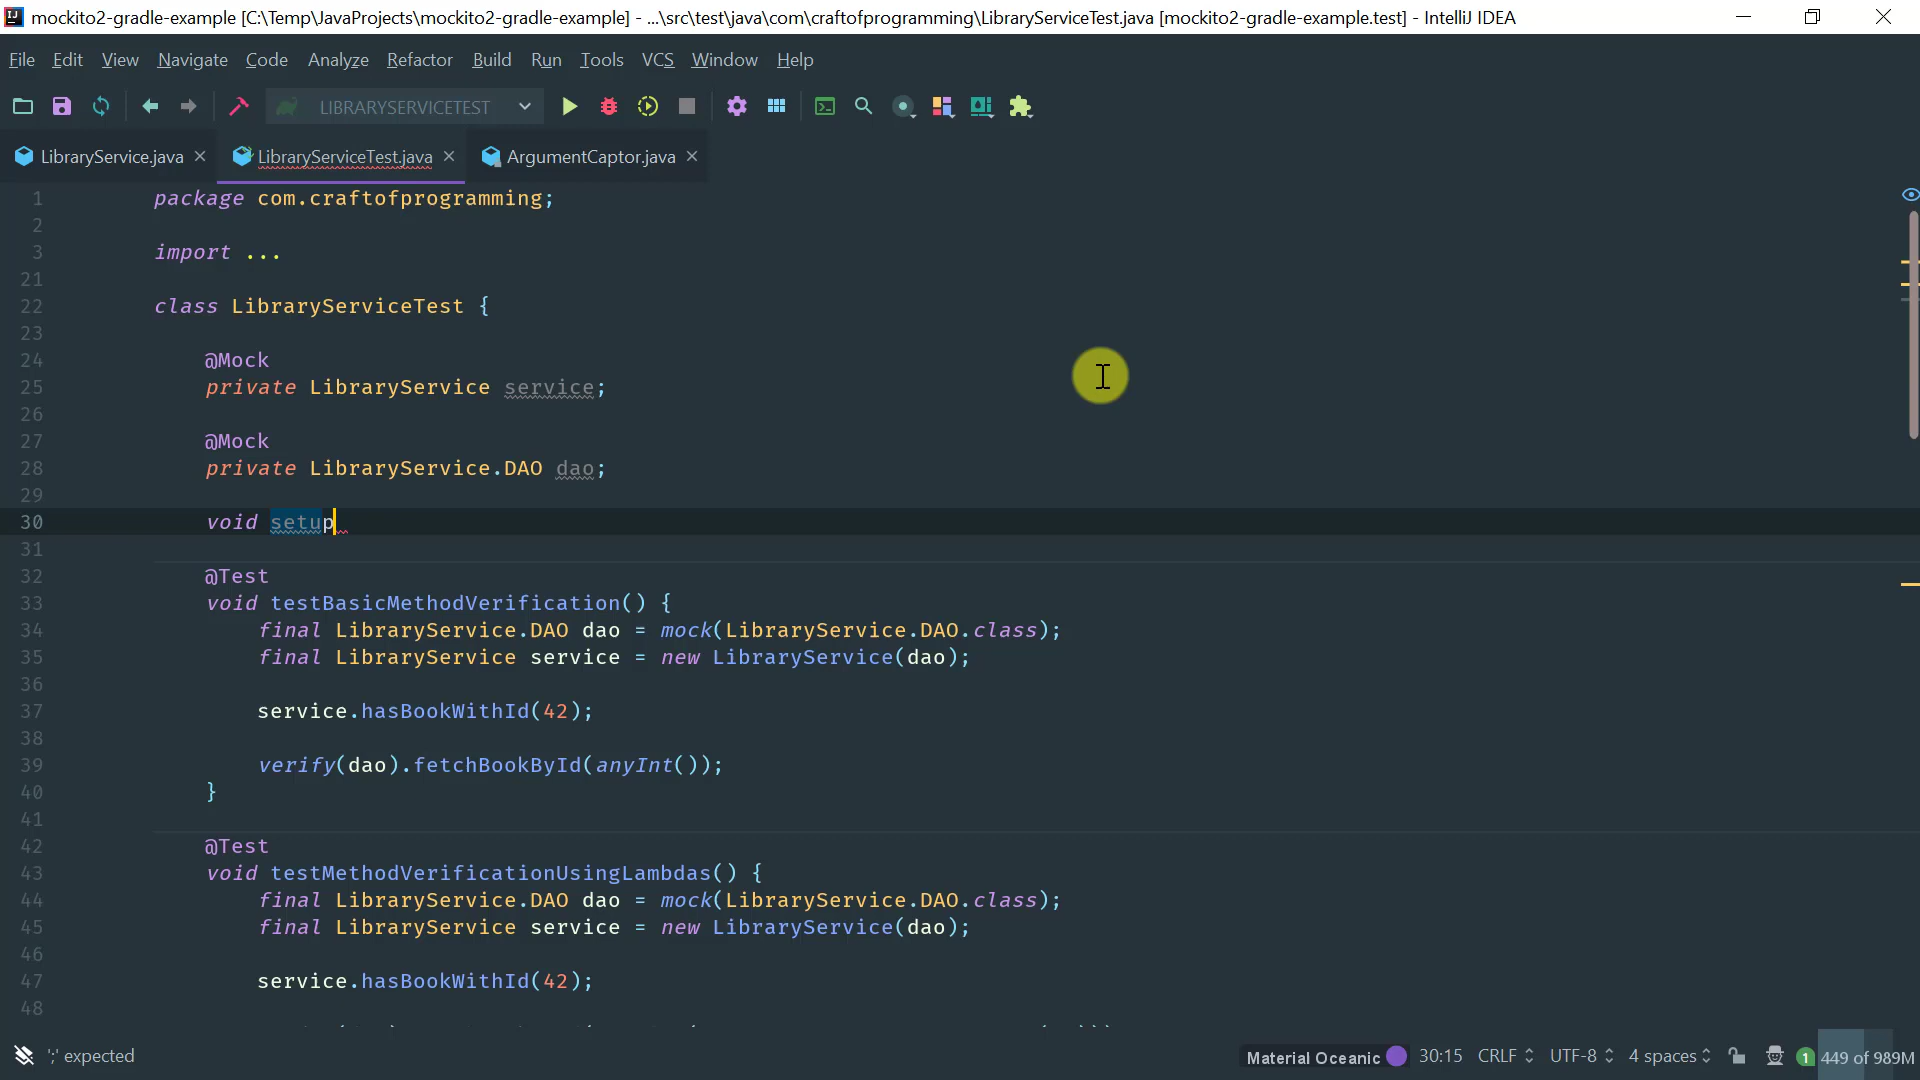 mockito2-gradle-example [C:\Temp\JavaProjects\mockito2-gradle-example] - ...\src\test\java\com\craftofprogramming\LibraryServiceTest.java [mockito2-gradle-example.test] - IntelliJ IDEA
File Edit View Navigate Code Analyze Refactor Build Run Tools VCS Window Help
LIBRARYSERVICETEST
LibraryService.java LibraryServiceTest.java ArgumentCaptor.java
1 package com.craftofprogramming;
2
3 import ...
21
22 class LibraryServiceTest {
23
24 @Mock
25 private LibraryService service;
26
27 @Mock
28 private LibraryService.DAO dao;
29
30 void setup
31
32 @Test
33 void testBasicMethodVerification() {
34 final LibraryService.DAO dao = mock(LibraryService.DAO.class);
35 final LibraryService service = new LibraryService(dao);
36
37 service.hasBookWithId(42);
38
39 verify(dao).fetchBookById(anyInt());
40 }
41
42 @Test
43 void testMethodVerificationUsingLambdas() {
44 final LibraryService.DAO dao = mock(LibraryService.DAO.class);
45 final LibraryService service = new LibraryService(dao);
46
47 service.hasBookWithId(42);
48
';' expected Material Oceanic 30:15 CRLF UTF-8 4 spaces 1 449 of 989M